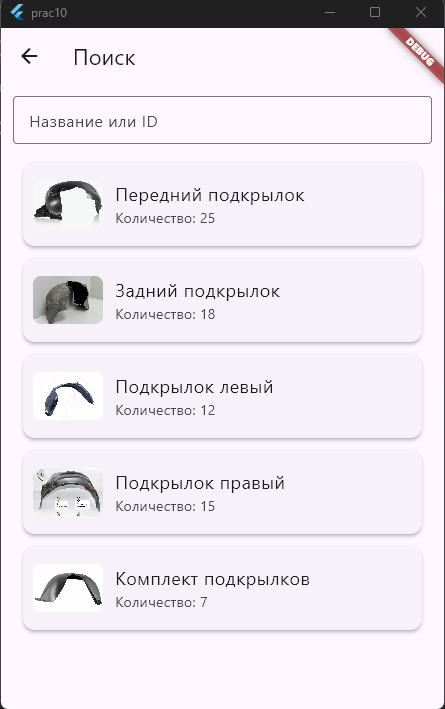 prac10
DEBUG
Поиск
Название или ID
Передний подкрылок
Количество: 25
Задний подкрылок
Количество: 18
Подкрылок левый
Количество: 12
Подкрылок правый
Количество: 15
Комплект подкрылков
Количество: 7